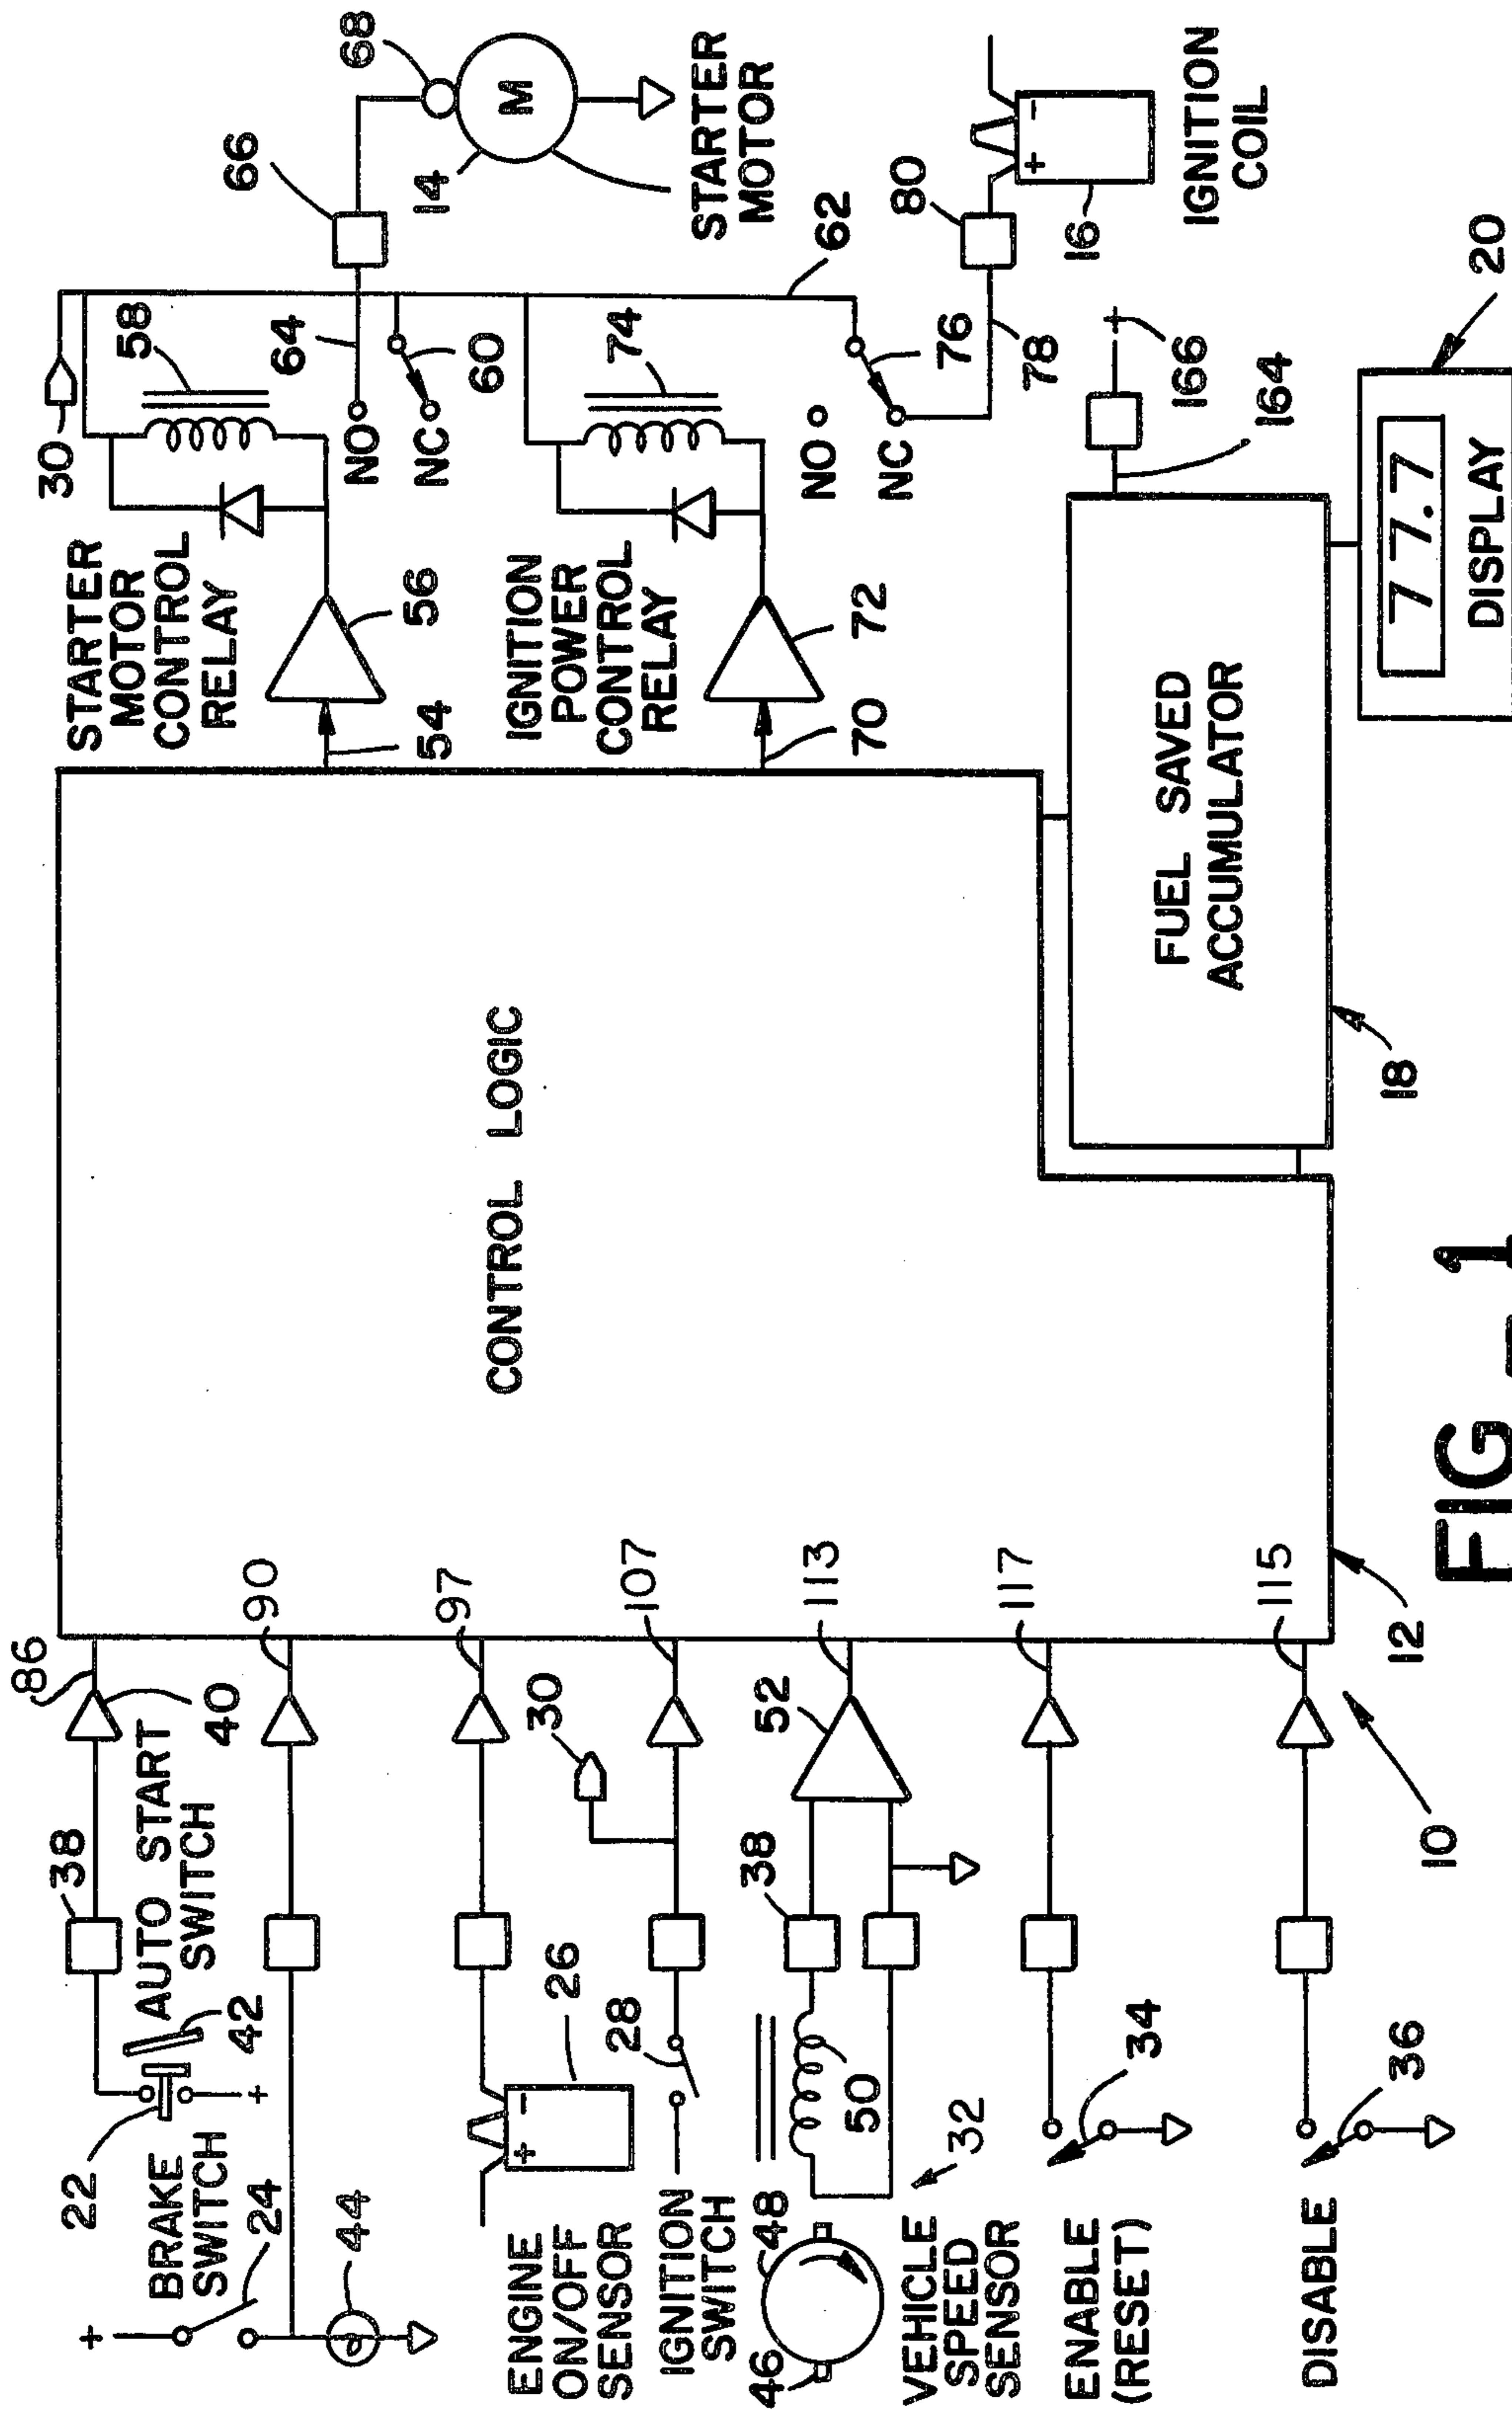 86
38
40
AUTO START
SWITCH
42
22
+
BRAKE
SWITCH
24
+
44
90
97
26
+ -
ENGINE
ON/OFF
SENSOR
107
30
28
IGNITION
SWITCH
113
52
38
50
32
48
46
VEHICLE
SPEED
SENSOR
117
34
ENABLE
(RESET)
115
36
DISABLE
10
12
CONTROL LOGIC
STARTER
MOTOR
CONTROL
RELAY
30
58
54
56
64
NO
NC
60
66
68
14
M
STARTER
MOTOR
IGNITION
POWER
CONTROL
RELAY
74
62
70
72
NO
NC
76
78
80
16
+ -
IGNITION
COIL
FUEL SAVED
ACCUMULATOR
18
164
166
+
77.7
DISPLAY
20
FIG_1